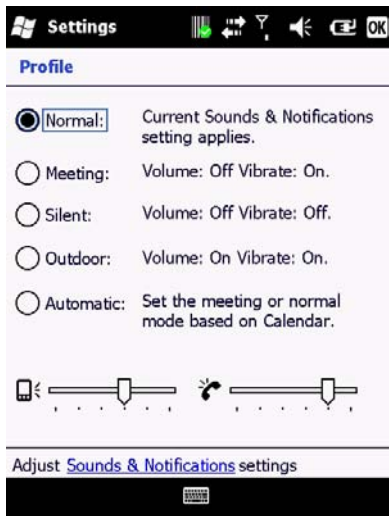 Settings
OK
Profile
Normal: Current Sounds & Notifications
setting applies.
Meeting: Volume: Off Vibrate: On.
Silent: Volume: Off Vibrate: Off.
Outdoor: Volume: On Vibrate: On.
Automatic: Set the meeting or normal
mode based on Calendar.
Adjust Sounds & Notifications settings